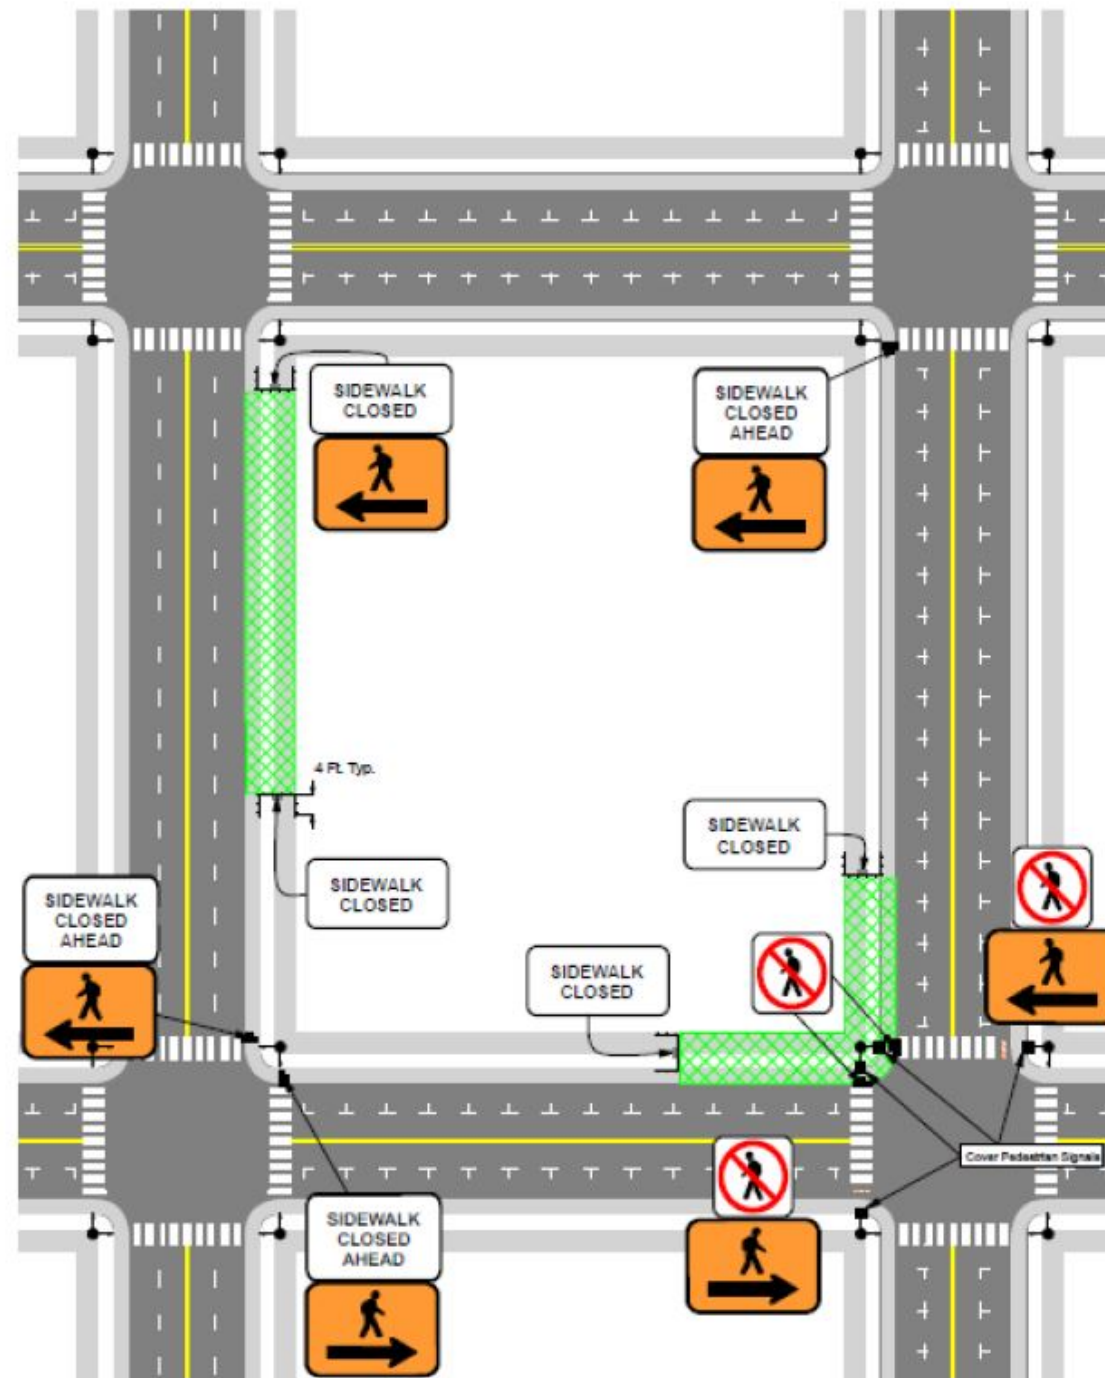 SIDEWALK
CLOSED
SIDEWALK
CLOSED
AHEAD
4 Ft. Typ.
SIDEWALK
CLOSED
SIDEWALK
CLOSED
SIDEWALK
CLOSED
AHEAD
SIDEWALK
CLOSED
Cover Pedestrian Signals
SIDEWALK
CLOSED
AHEAD